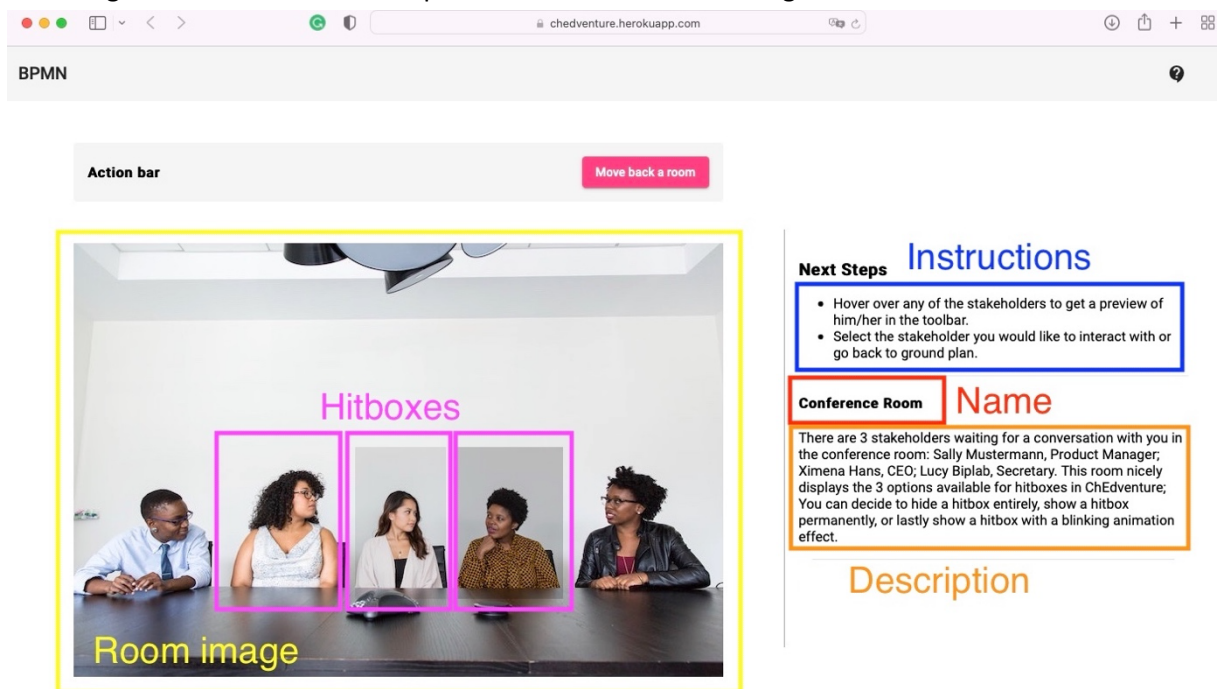 chedventure.herokuapp.com
BPMN
Action bar
Move back a room
Instructions
Next Steps
• Hover over any of the stakeholders to get a preview of
him/her in the toolbar.
• Select the stakeholder you would like to interact with or
go back to ground plan.
Hitboxes
Conference Room
Name
There are 3 stakeholders waiting for a conversation with you in
the conference room: Sally Mustermann, Product Manager;
Ximena Hans, CEO; Lucy Biplab, Secretary. This room nicely
displays the 3 options available for hitboxes in ChEdventure;
You can decide to hide a hitbox entirely, show a hitbox
permanently, or lastly show a hitbox with a blinking animation
effect.
Description
Room image